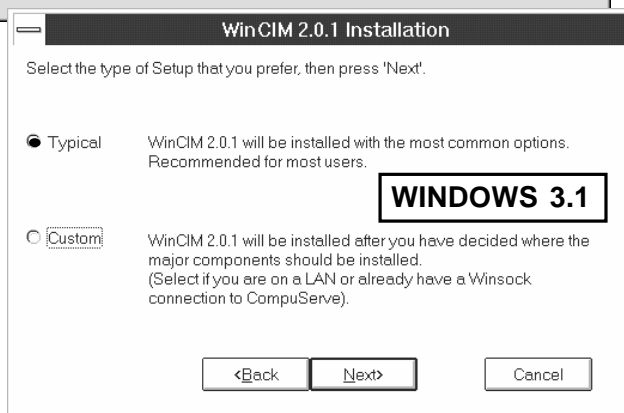 WinCIM 2.0.1 Installation
Select the type of Setup that you prefer, then press 'Next'.
Typical
WinCIM 2.0.1 will be installed with the most common options.
Recommended for most users.
WINDOWS 3.1
Custom
WinCIM 2.0.1 will be installed after you have decided where the
major components should be installed.
(Select if you are on a LAN or already have a Winsock
connection to CompuServe).
<Back Next> Cancel